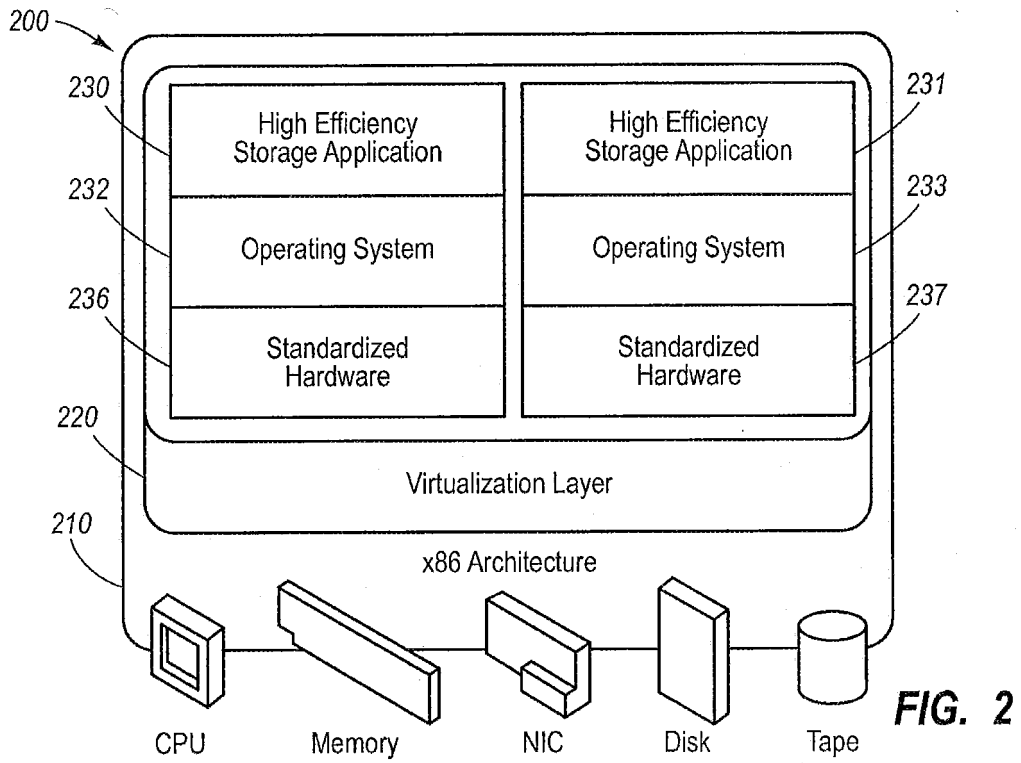 200
230
High Efficiency
Storage Application
High Efficiency
Storage Application
231
232
Operating System
Operating System
233
236
Standardized
Hardware
Standardized
Hardware
237
220
Virtualization Layer
210
x86 Architecture
CPU
Memory
NIC
Disk
Tape
FIG. 2